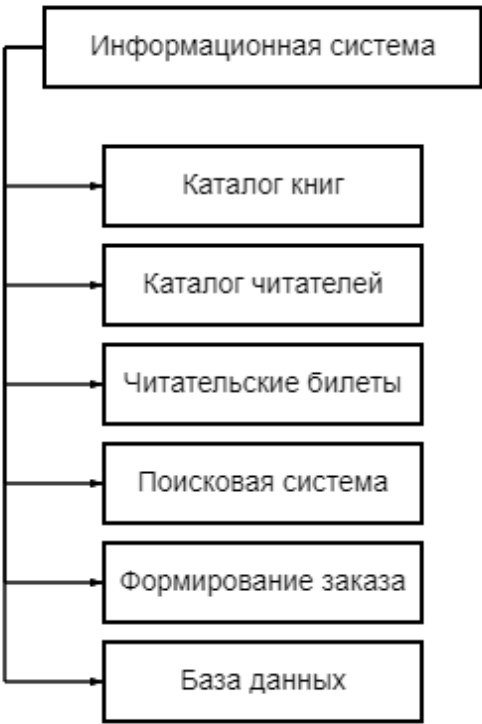 Информационная система
Каталог книг
Каталог читателей
Читательские билеты
Поисковая система
Формирование заказа
База данных